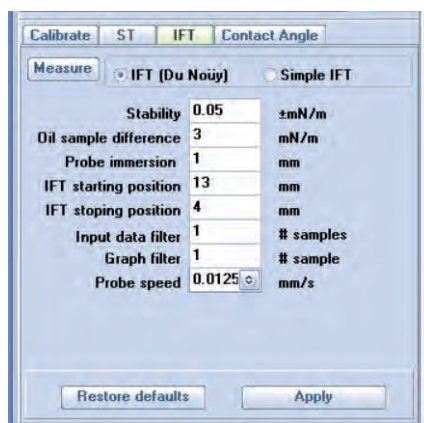 Calibrate ST IFT Contact Angle
Measure IFT (Du Noüy) Simple IFT
Stability 0.05 ±mN/m
Oil sample difference 3 mN/m
Probe immersion 1 mm
IFT starting position 13 mm
IFT stoping position 4 mm
Input data filter 1 # samples
Graph filter 1 # sample
Probe speed 0.0125 mm/s
Restore defaults Apply